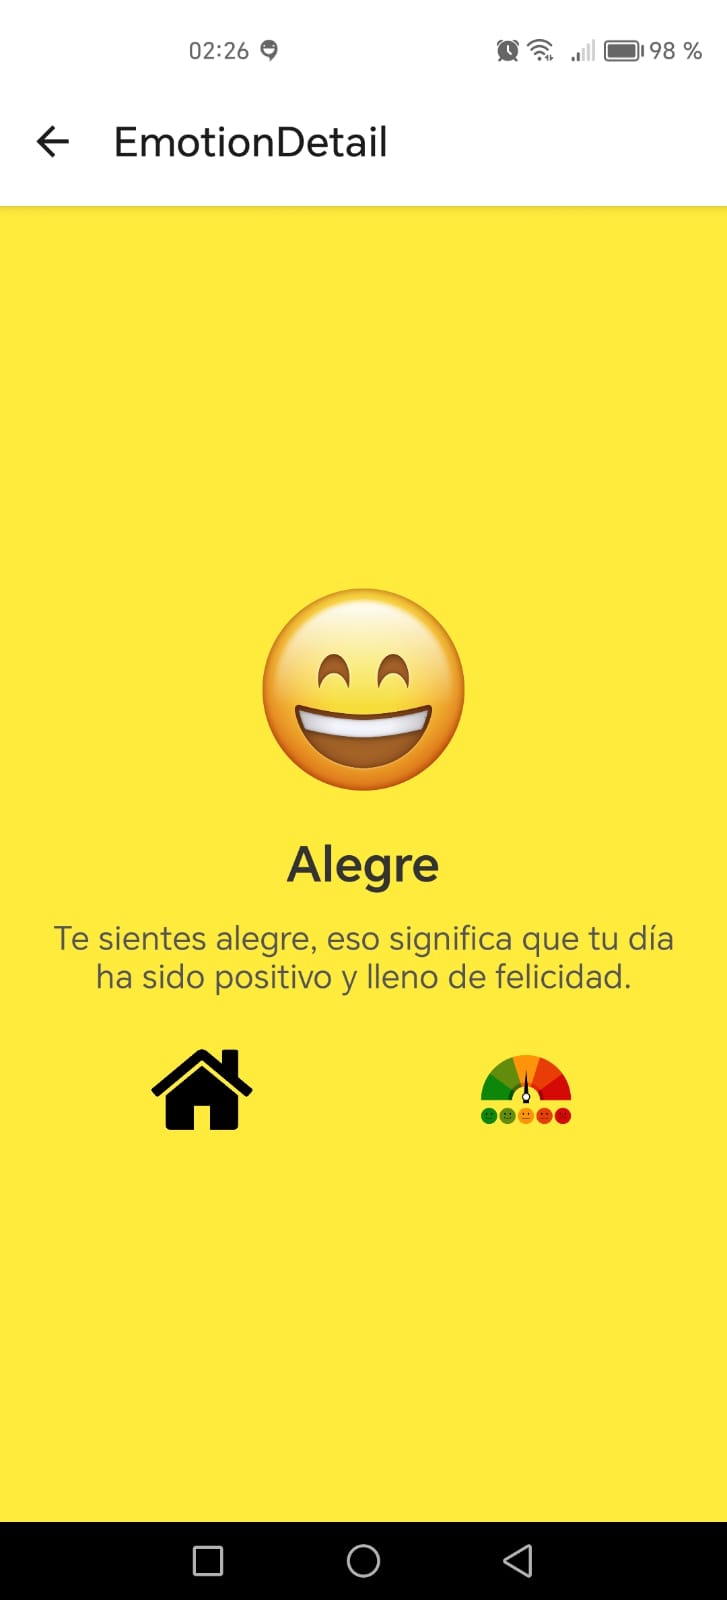 02:26
98 %
EmotionDetail
Alegre
Te sientes alegre, eso significa que tu día
ha sido positivo y lleno de felicidad.